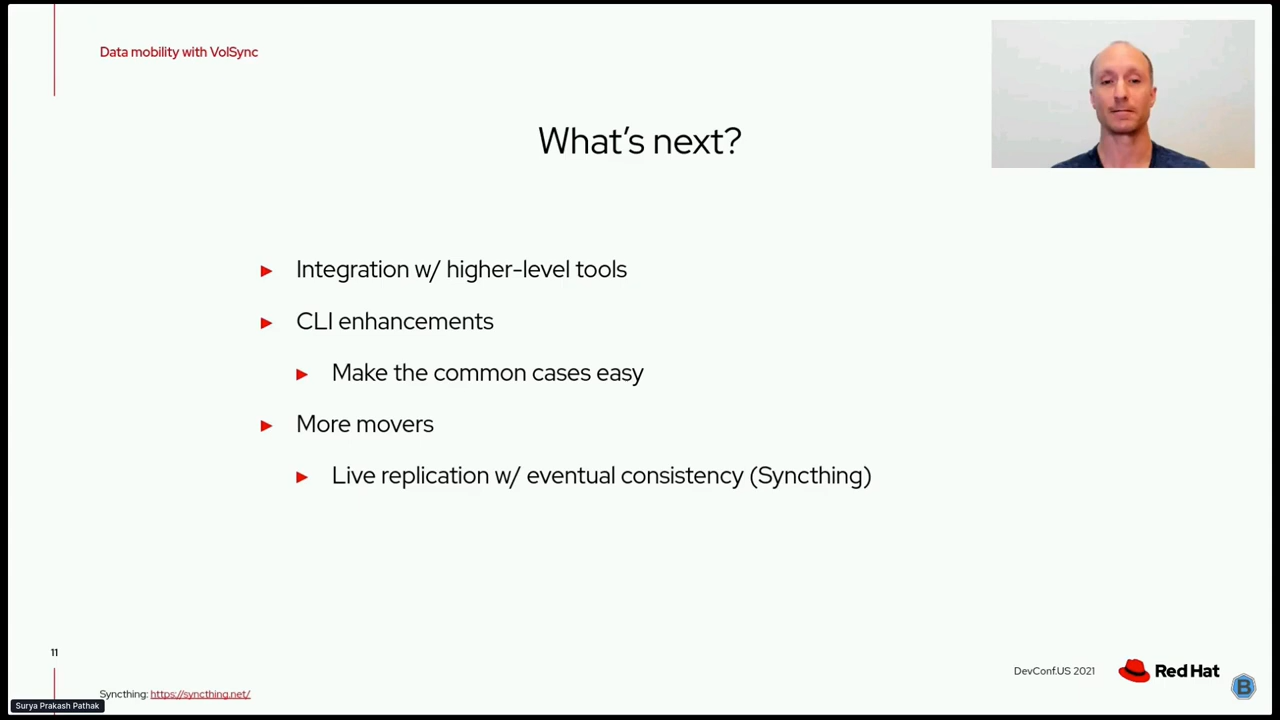 Data mobility with VolSync
What's next?
Integration w/ higher-level tools
CLI enhancements
Make the common cases easy
More movers
Live replication w/ eventual consistency (Syncthing)
11
DevConf.US 2021
Red Hat
B
Syncthing: https://syncthing.net/
Surya Prakash Pathak